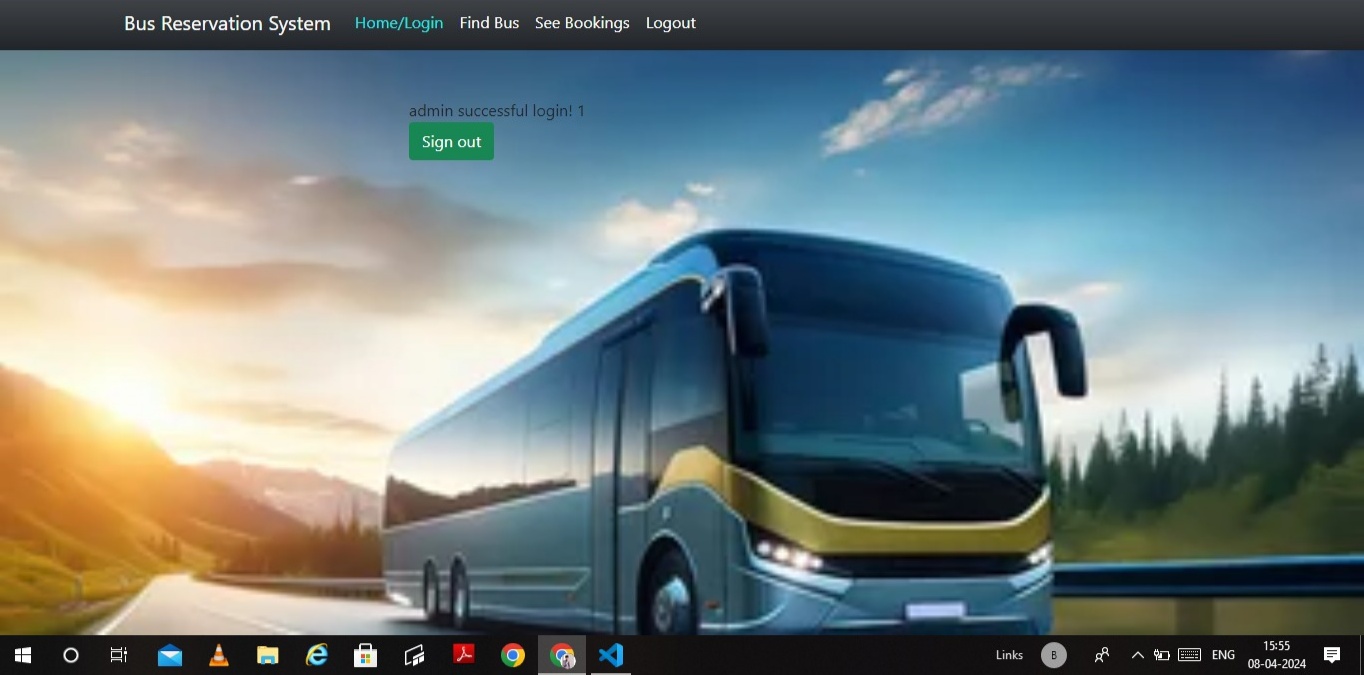 Bus Reservation System Home/Login Find Bus See Bookings Logout
admin successful login! 1
Sign out
Links B ENG 15:55
08-04-2024